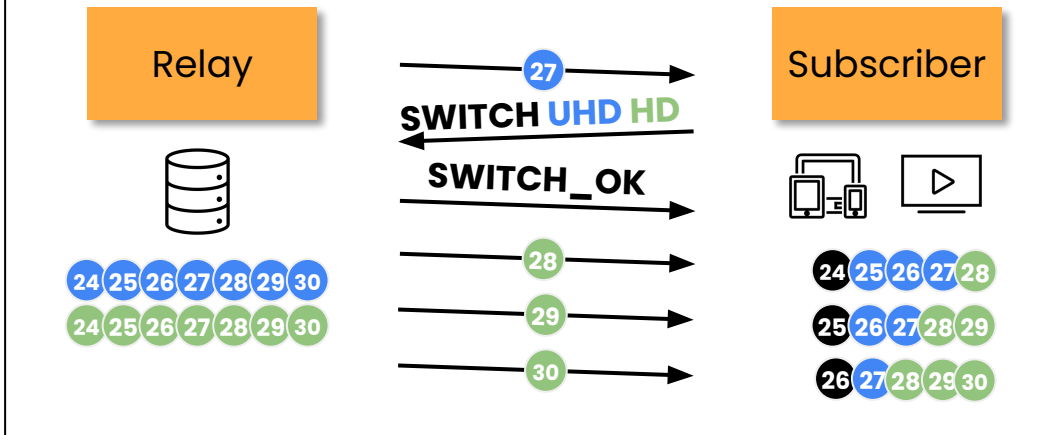 Relay
Subscriber
27
SWITCH UHD HD
SWITCH_OK
28
29
30
24 25 26 27 28 29 30
24 25 26 27 28 29 30
24 25 26 27 28
25 26 27 28 29
26 27 28 29 30